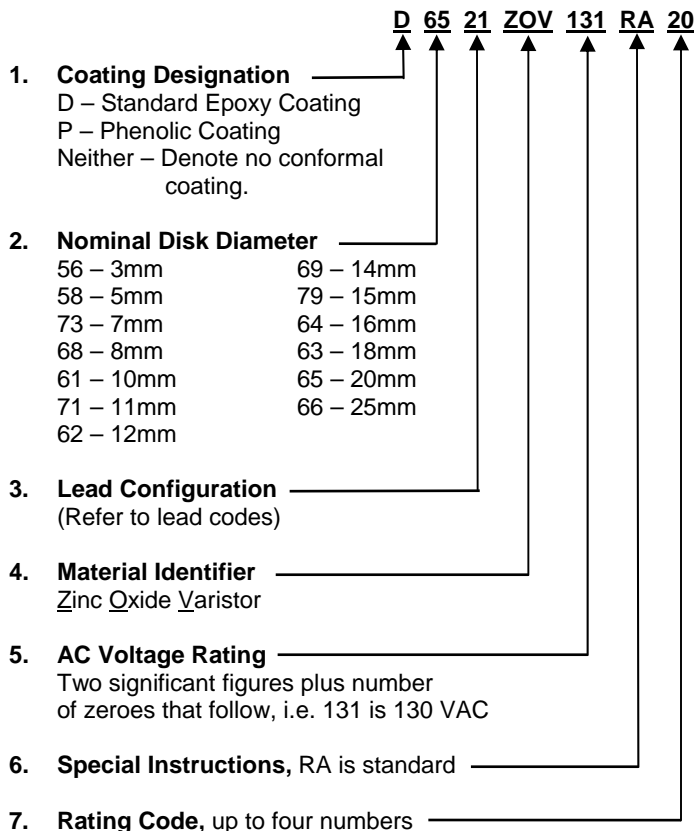 D 65 21 ZOV 131 RA 20
1. Coating Designation
D – Standard Epoxy Coating
P – Phenolic Coating
Neither – Denote no conformal
coating.
2. Nominal Disk Diameter
56 – 3mm 69 – 14mm
58 – 5mm 79 – 15mm
73 – 7mm 64 – 16mm
68 – 8mm 63 – 18mm
61 – 10mm 65 – 20mm
71 – 11mm 66 – 25mm
62 – 12mm
3. Lead Configuration
(Refer to lead codes)
4. Material Identifier
Zinc Oxide Varistor
5. AC Voltage Rating
Two significant figures plus number
of zeroes that follow, i.e. 131 is 130 VAC
6. Special Instructions, RA is standard
7. Rating Code, up to four numbers